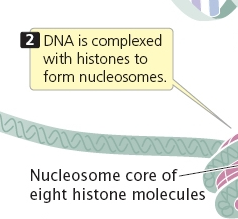 2 DNA is complexed
with histones to
form nucleosomes.
Nucleosome core of
eight histone molecules